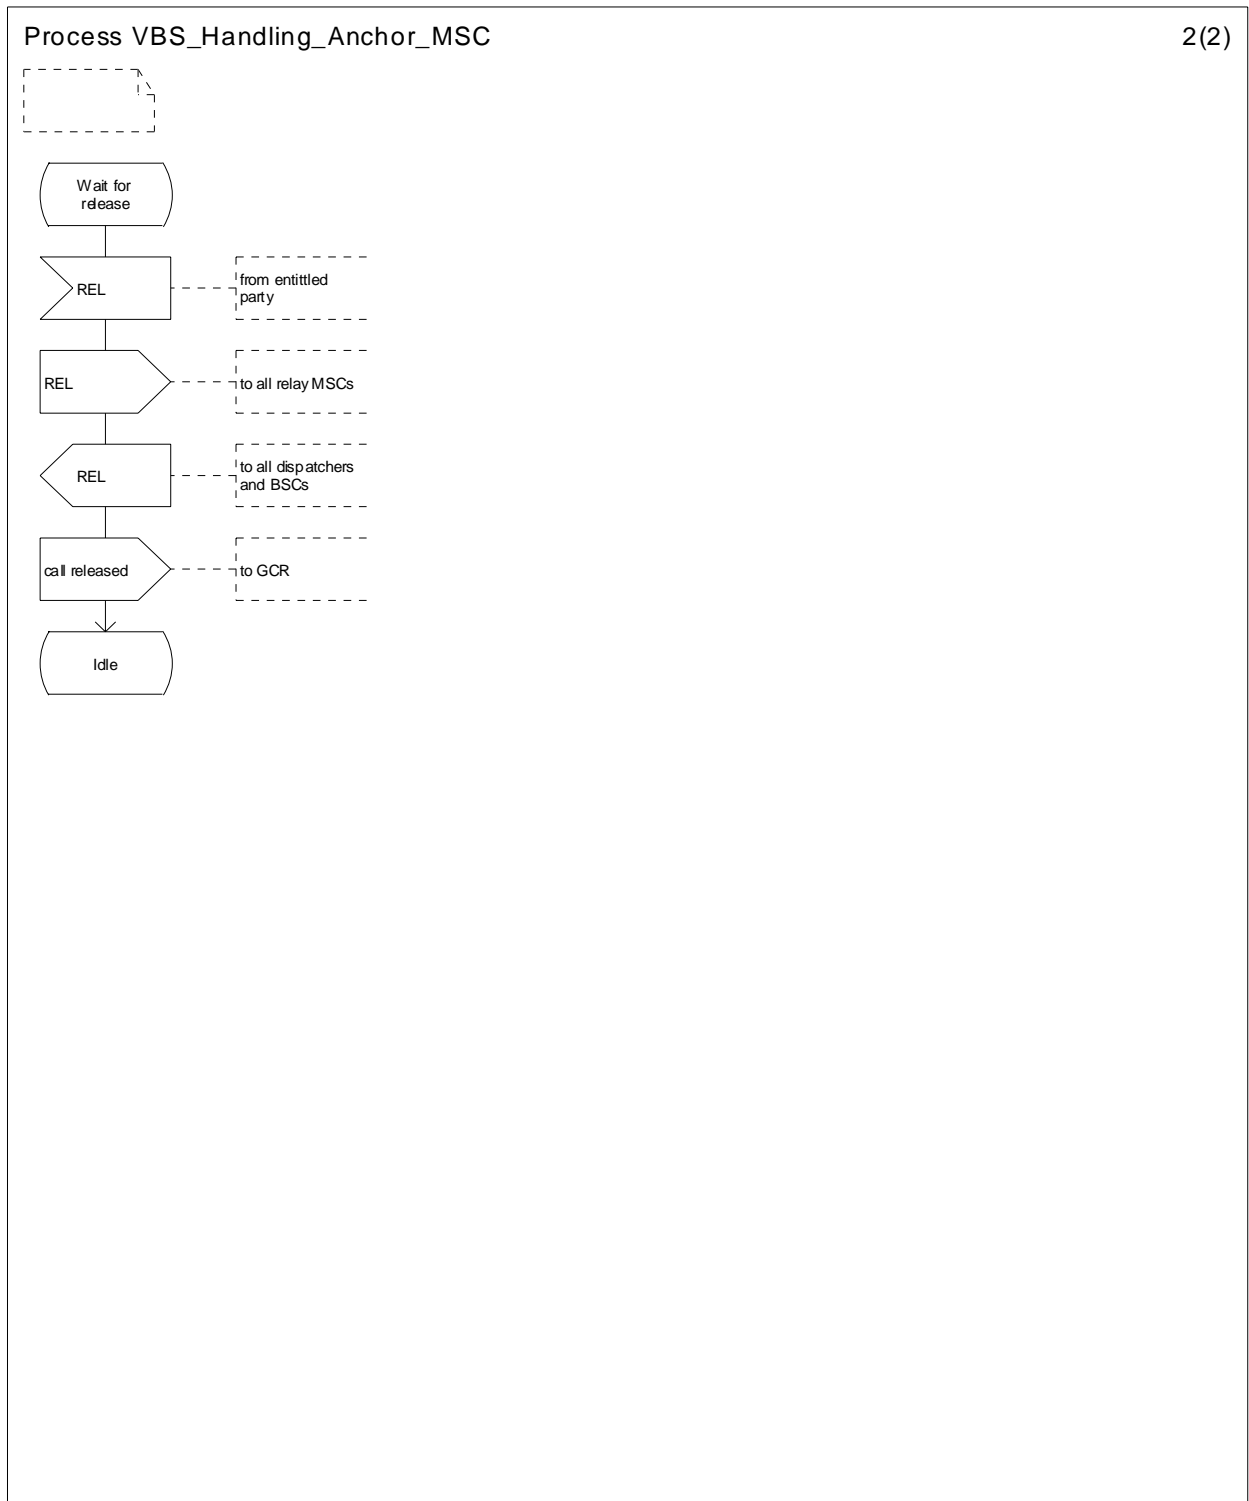 Process VBS_Handling_Anchor_MSC
2(2)
Wait for
release
REL
from entittled
party
REL
to all relay MSCs
REL
to all dispatchers
and BSCs
call released
to GCR
Idle